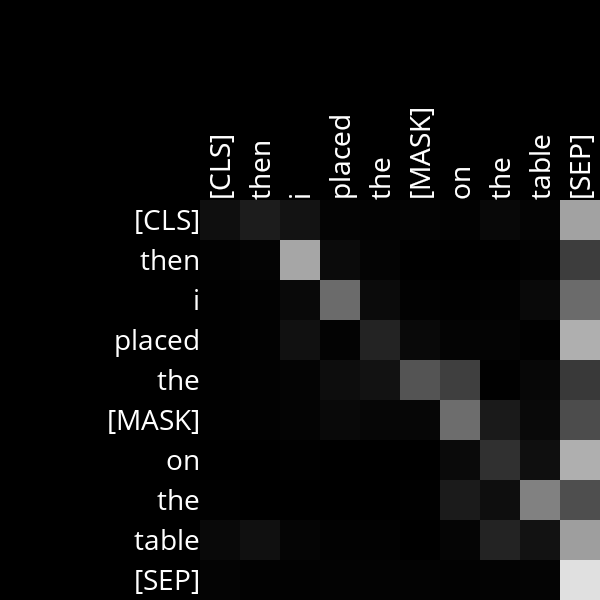 [CLS] then i placed the [MASK] on the table [SEP]
[CLS]
then
i
placed
the
[MASK]
on
the
table
[SEP]